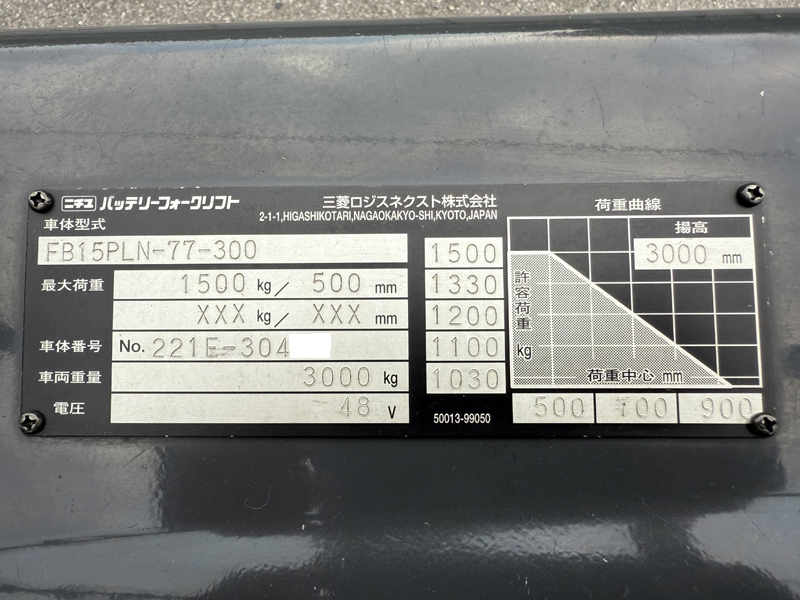 ニチユ バッテリーフォークリフト
三菱ロジスネクスト株式会社
2-1-1,HIGASHIKOTARI,NAGAOKAKYO-SHI,KYOTO,JAPAN
車体型式
FB15PLN-77-300
最大荷重 1500 kg/ 500 mm
XXX kg/ XXX mm
車体番号 No. 221E-304
車両重量 3000 kg
電圧 48 V
1500
1330
1200
1100
1030
50013-99050
荷重曲線
揚高
3000 mm
許容荷重 kg
荷重中心 mm
500 700 900